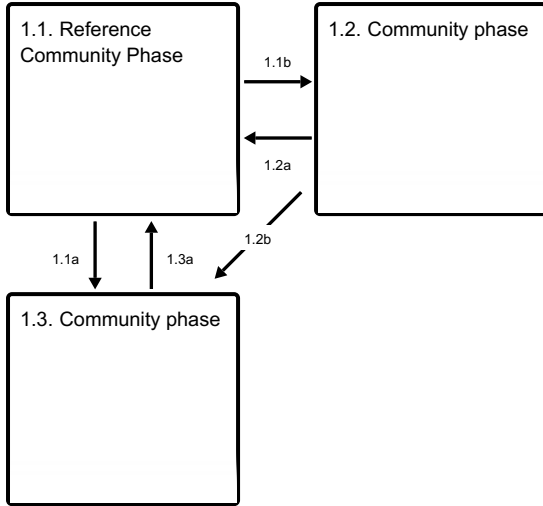 1.1. Reference
Community Phase
1.2. Community phase
1.1b
1.2a
1.2b
1.1a
1.3a
1.3. Community phase